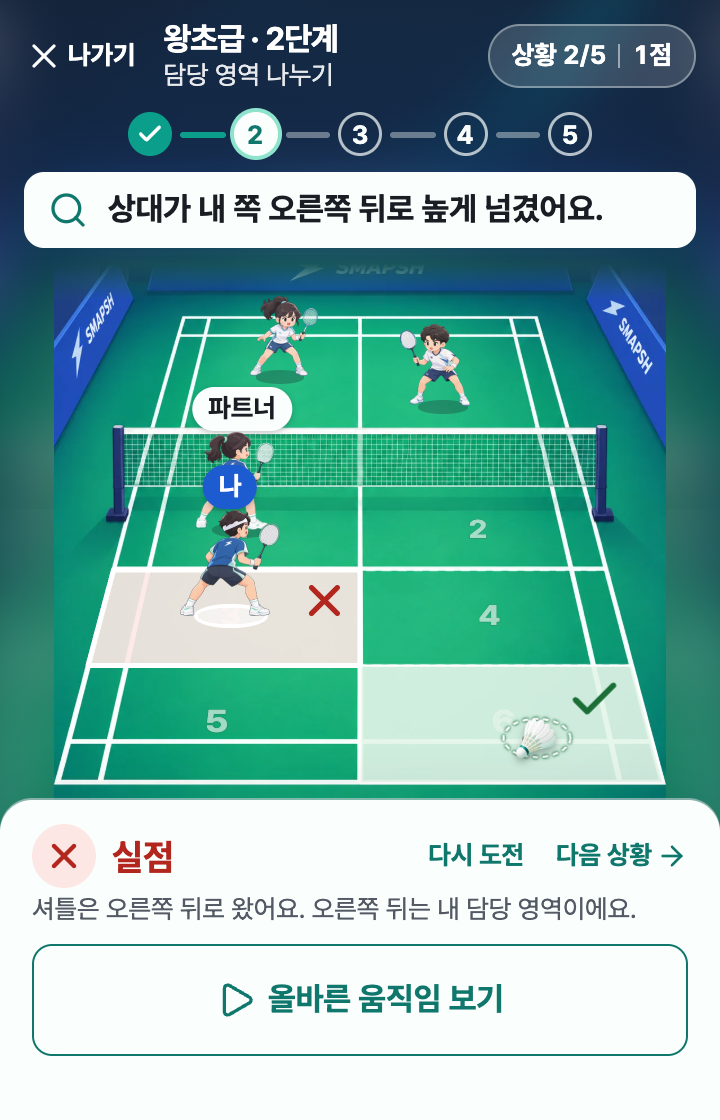 나가기
왕초급 · 2단계
담당 영역 나누기
상황 2/5 | 1점
2
3
4
5
상대가 내 쪽 오른쪽 뒤로 높게 넘겼어요.
SMAPSH
SMAPSH
SMAPSH
파트너
나
2
4
5
6
실점
다시 도전
다음 상황 →
셔틀은 오른쪽 뒤로 왔어요. 오른쪽 뒤는 내 담당 영역이에요.
올바른 움직임 보기